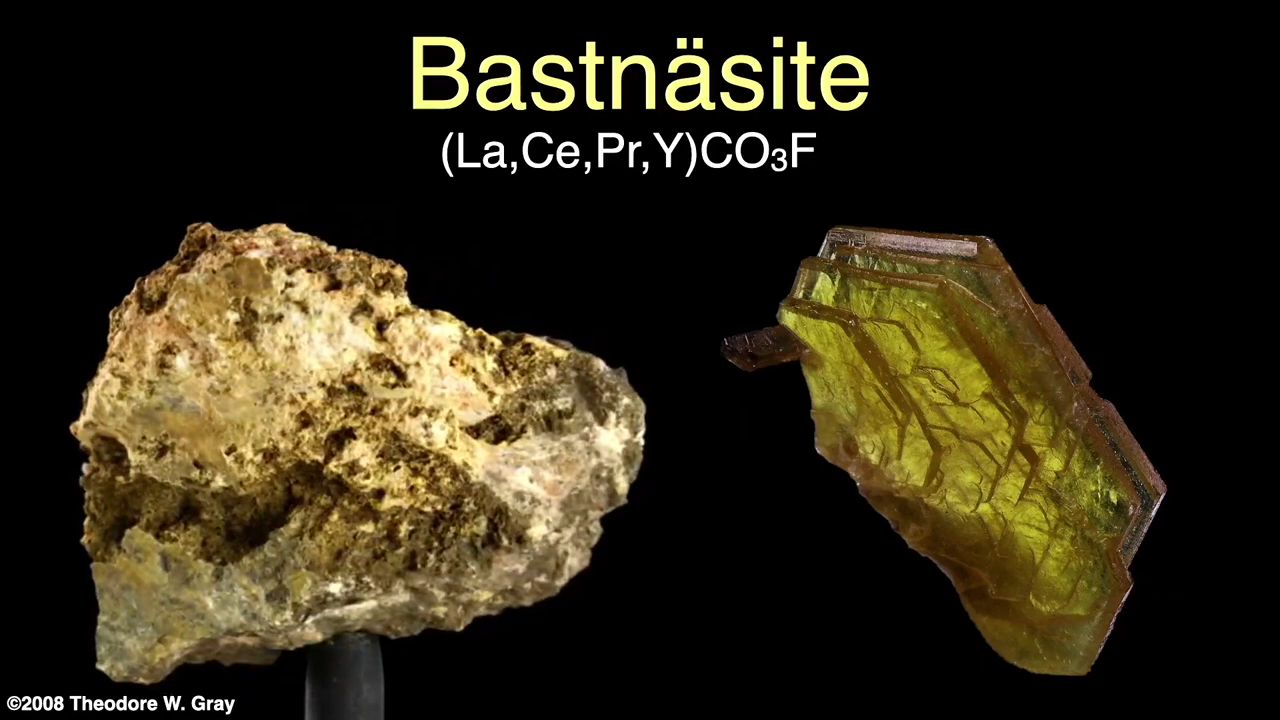 Bastnäsite
(La,Ce,Pr,Y)CO₃F
©2008 Theodore W. Gray